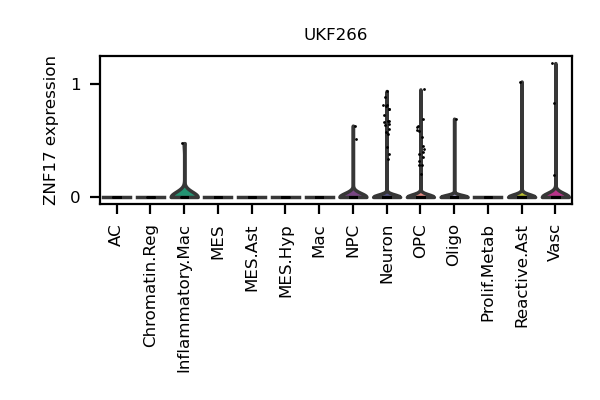 UKF266
ZNF17 expression
1
0
AC
Chromatin.Reg
Inflammatory.Mac
MES
MES.Ast
MES.Hyp
Mac
NPC
Neuron
OPC
Oligo
Prolif.Metab
Reactive.Ast
Vasc